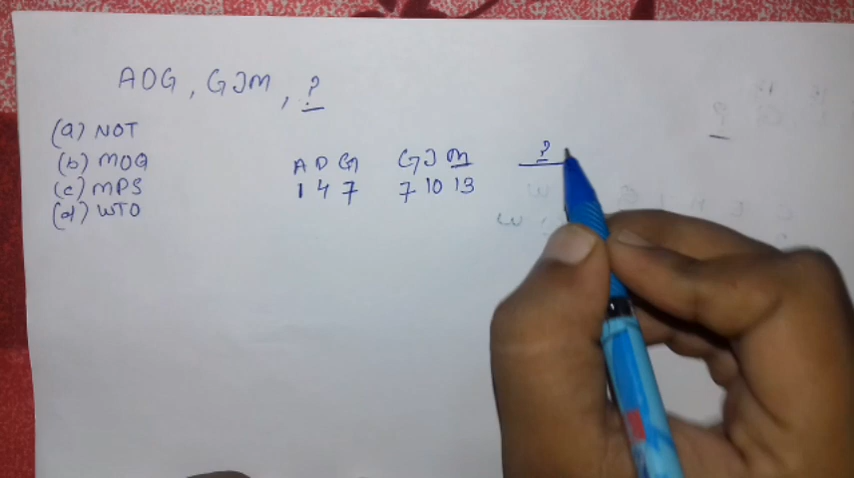 ADG, GJM, ?
(a) NOT
(b) MOQ
(c) MPS
(d) WTO
A D G G J M ?
1 4 7 7 10 13